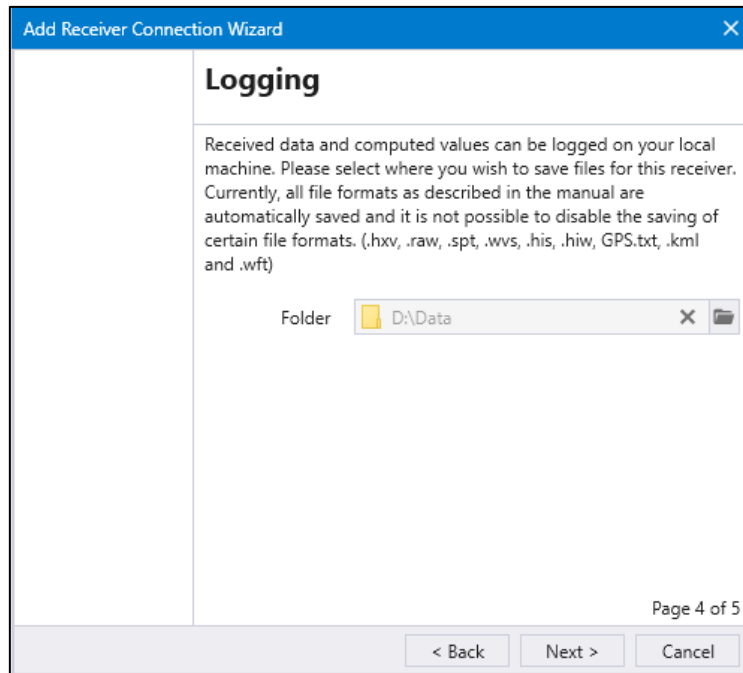 Add Receiver Connection Wizard
Logging
Received data and computed values can be logged on your local
machine. Please select where you wish to save files for this receiver.
Currently, all file formats as described in the manual are
automatically saved and it is not possible to disable the saving of
certain file formats. (.hxv, .raw, .spt, .wvs, .his, .hiw, GPS.txt, .kml
and .wft)
Folder D:\Data
Page 4 of 5
< Back Next > Cancel